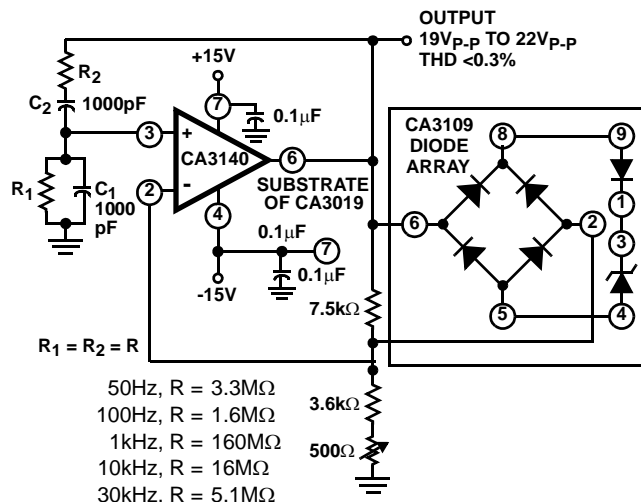 OUTPUT
19VP-P TO 22VP-P
THD <0.3%
+15V
R2
C2
1000pF
7
0.1μF
CA3109
DIODE
ARRAY
8
9
3
+
CA3140
6
SUBSTRATE
OF CA3019
R1
C1
1000
pF
2
-
4
0.1μF
7
0.1μF
-15V
6
2
1
3
5
4
7.5kΩ
R1 = R2 = R
50Hz, R = 3.3MΩ
100Hz, R = 1.6MΩ
1kHz, R = 160MΩ
10kHz, R = 16MΩ
30kHz, R = 5.1MΩ
3.6kΩ
500Ω